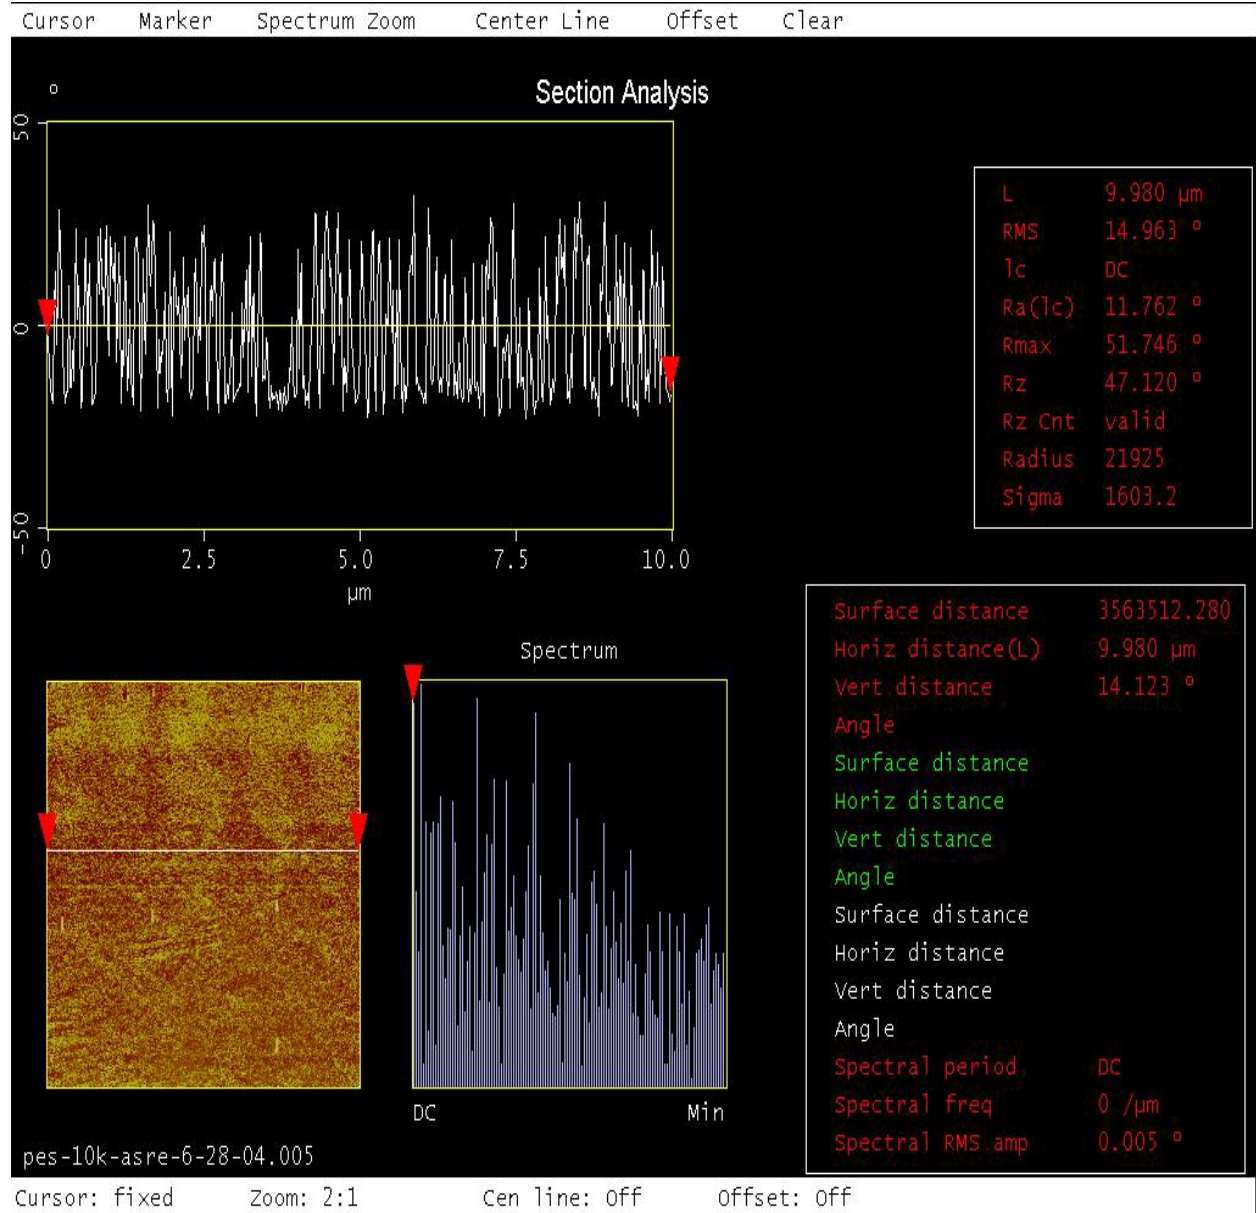 Cursor Marker Spectrum Zoom Center Line Offset Clear
o
Section Analysis
50
0
-50
0 2.5 5.0 7.5 10.0
µm
L 9.980 µm
RMS 14.963 º
lc DC
Ra(lc) 11.762 º
Rmax 51.746 º
Rz 47.120 º
Rz Cnt valid
Radius 21925
Sigma 1603.2
Spectrum
DC Min
Surface distance 3563512.280
Horiz distance(L) 9.980 µm
Vert distance 14.123 º
Angle
Surface distance
Horiz distance
Vert distance
Angle
Surface distance
Horiz distance
Vert distance
Angle
Spectral period DC
Spectral freq 0 /µm
Spectral RMS amp 0.005 º
pes-10k-asre-6-28-04.005
Cursor: fixed Zoom: 2:1 Cen line: Off Offset: Off